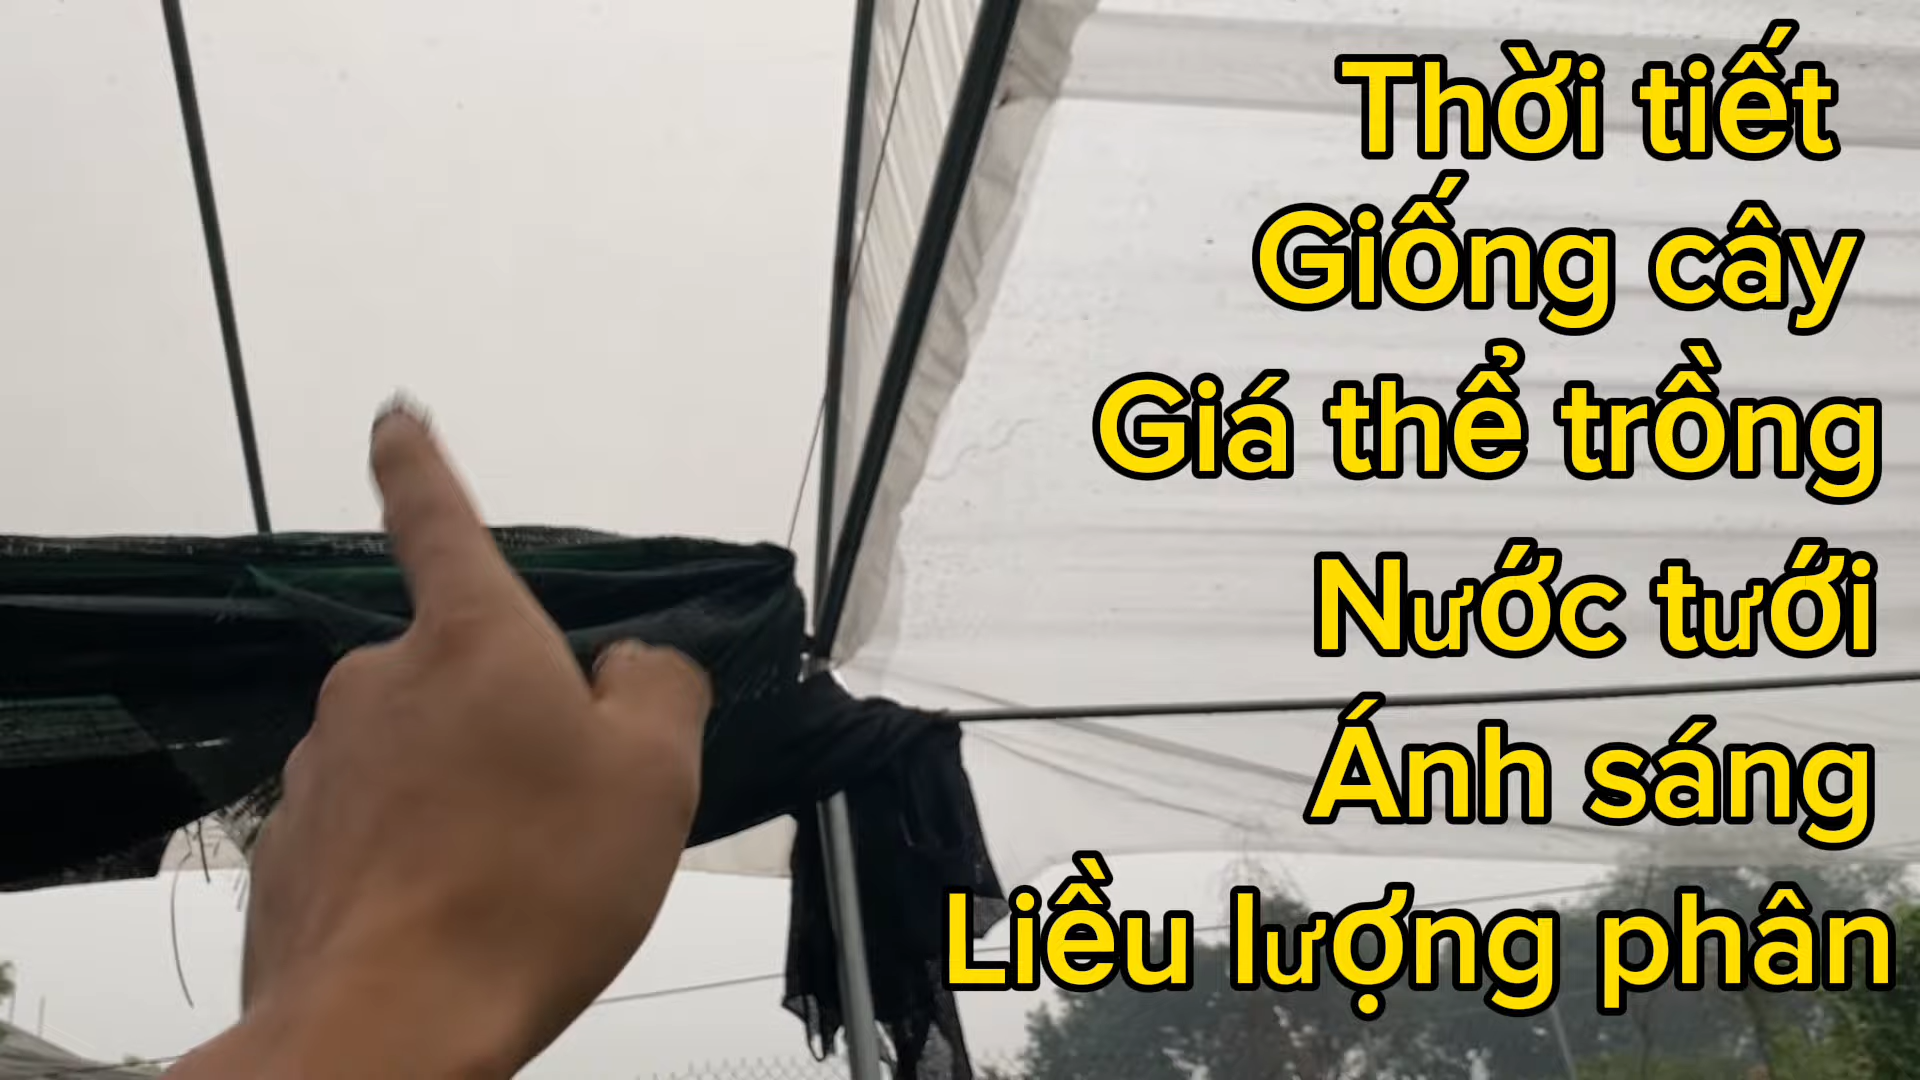 Thời tiết
Giống cây
Giá thể trồng
Nước tưới
Ánh sáng
Liều lượng phân